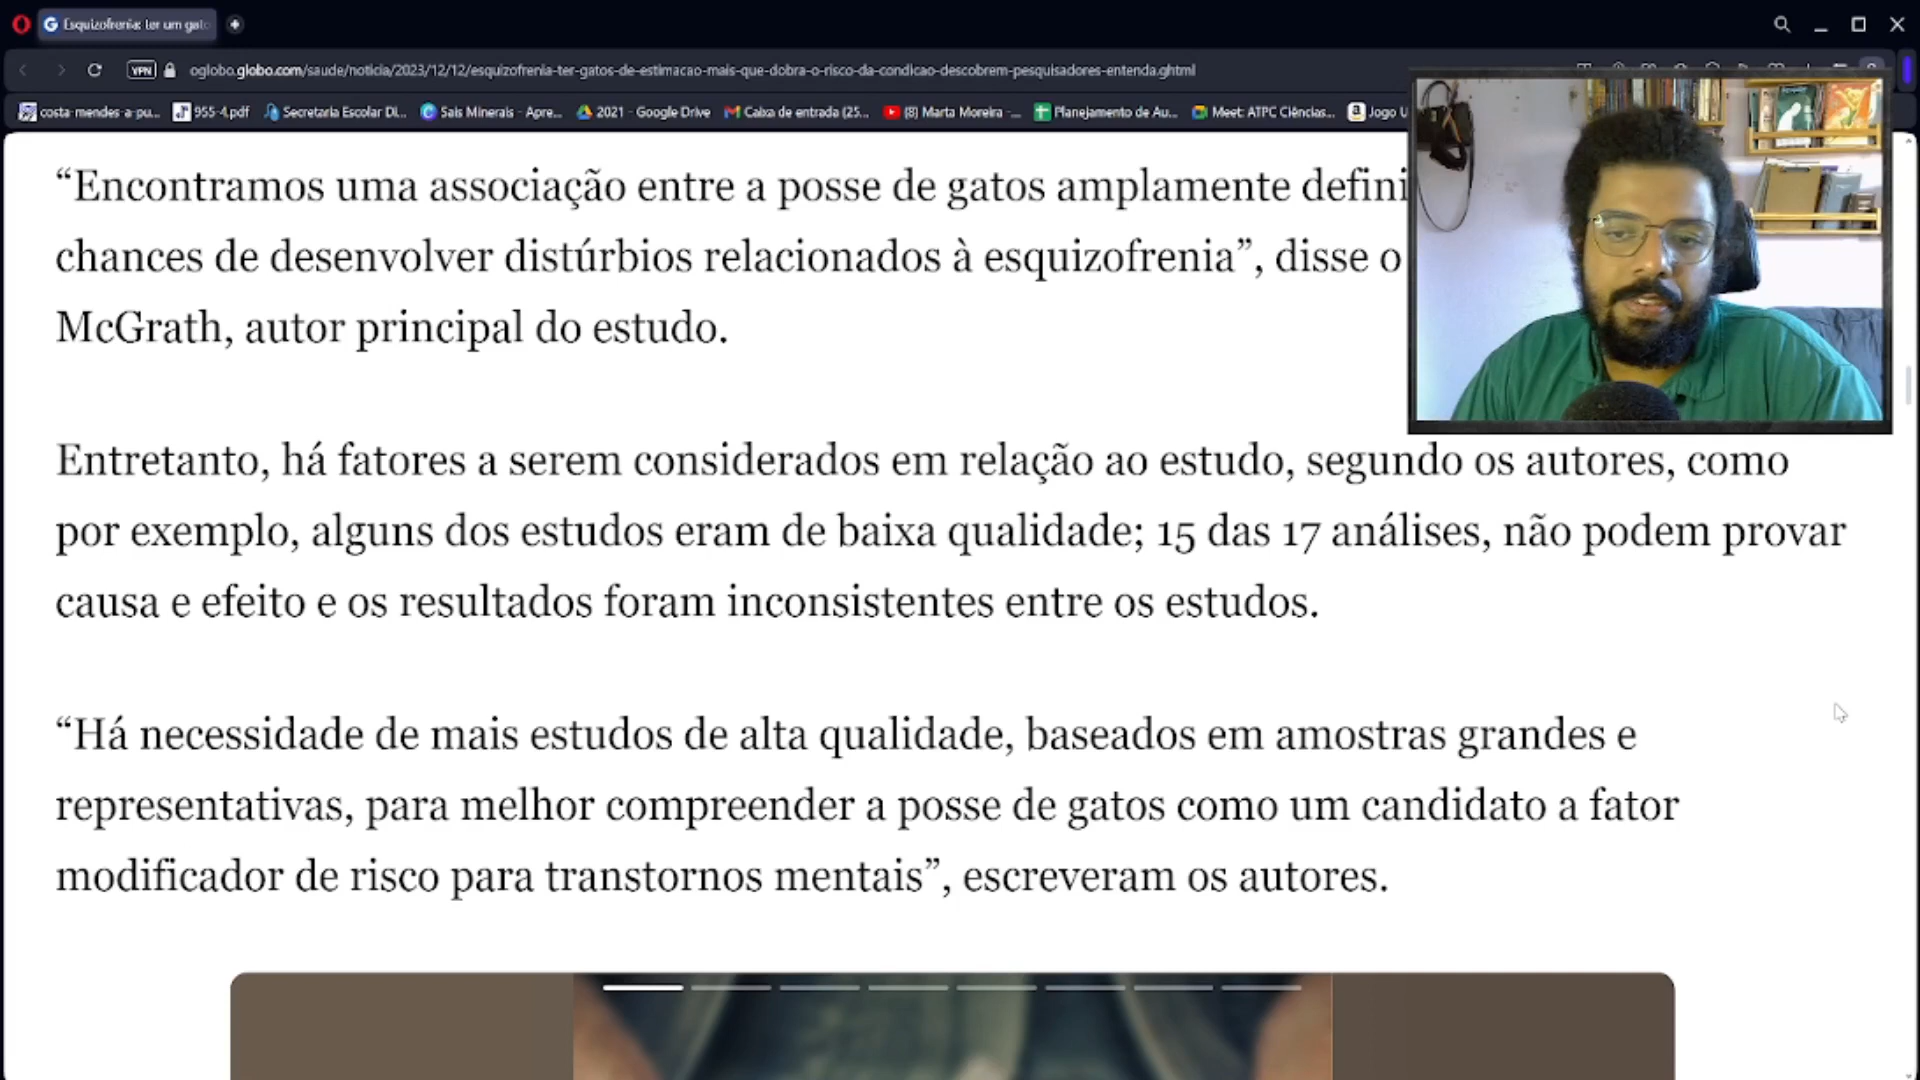 Esquizofrenia: ter um gat
VPN
oglobo.globo.com/saude/noticia/2023/12/12/esquizofrenia-ter-gatos-de-estimacao-mais-que-dobra-o-risco-da-condicao-descobrem-pesquisadores-entenda.ghtml
costa-mendes-a-pu... 955-4.pdf Secretaria Escolar Di... Sais Minerais - Apre... 2021 - Google Drive Caixa de entrada (25... (8) Marta Moreira -... Planejamento de Au... Meet: ATPC Ciências... Jogo U
“Encontramos uma associação entre a posse de gatos amplamente defini
chances de desenvolver distúrbios relacionados à esquizofrenia”, disse o
McGrath, autor principal do estudo.
Entretanto, há fatores a serem considerados em relação ao estudo, segundo os autores, como
por exemplo, alguns dos estudos eram de baixa qualidade; 15 das 17 análises, não podem provar
causa e efeito e os resultados foram inconsistentes entre os estudos.
“Há necessidade de mais estudos de alta qualidade, baseados em amostras grandes e
representativas, para melhor compreender a posse de gatos como um candidato a fator
modificador de risco para transtornos mentais”, escreveram os autores.